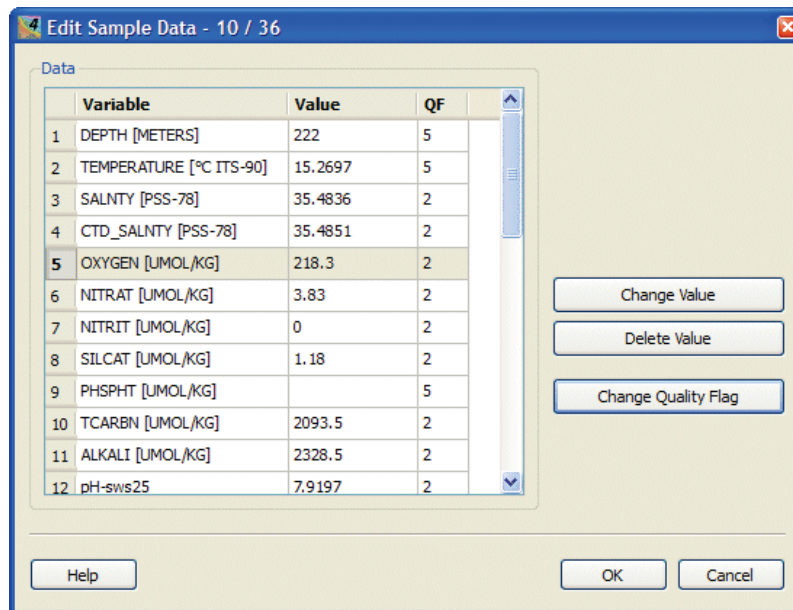 Edit Sample Data - 10 / 36
Data
Variable Value QF
1 DEPTH [METERS] 222 5
2 TEMPERATURE [°C ITS-90] 15.2697 5
3 SALNTY [PSS-78] 35.4836 2
4 CTD_SALNTY [PSS-78] 35.4851 2
5 OXYGEN [UMOL/KG] 218.3 2
6 NITRAT [UMOL/KG] 3.83 2
7 NITRIT [UMOL/KG] 0 2
8 SILCAT [UMOL/KG] 1.18 2
9 PHSPHT [UMOL/KG] 5
10 TCARBN [UMOL/KG] 2093.5 2
11 ALKALI [UMOL/KG] 2328.5 2
12 pH-sws25 7.9197 2
Change Value
Delete Value
Change Quality Flag
Help OK Cancel